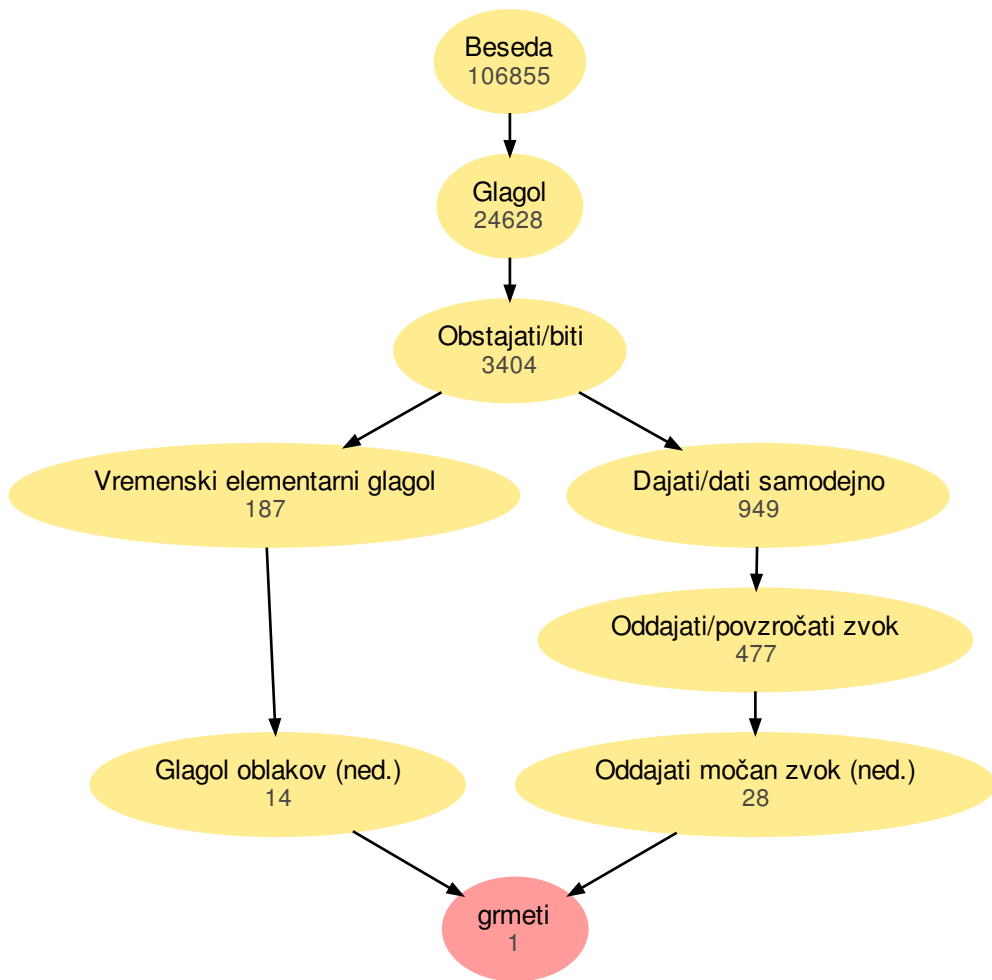 Beseda
106855
Glagol
24628
Obstajati/biti
3404
Vremenski elementarni glagol
187
Dajati/dati samodejno
949
Oddajati/povzročati zvok
477
Glagol oblakov (ned.)
14
Oddajati močan zvok (ned.)
28
grmeti
1